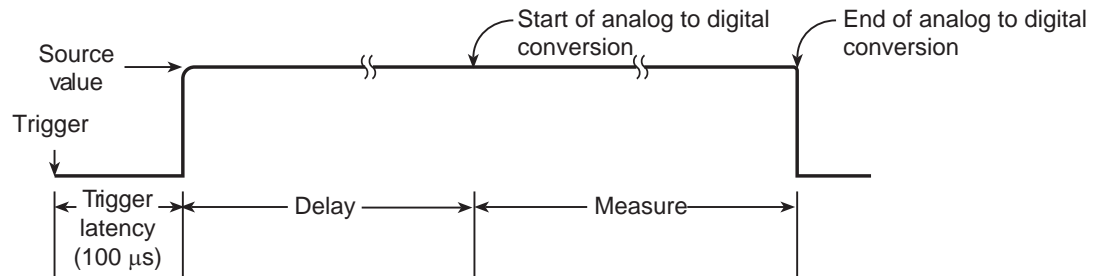 Start of analog to digital
conversion
End of analog to digital
conversion
Source
value
Trigger
Trigger
latency
(100 μs)
Delay
Measure